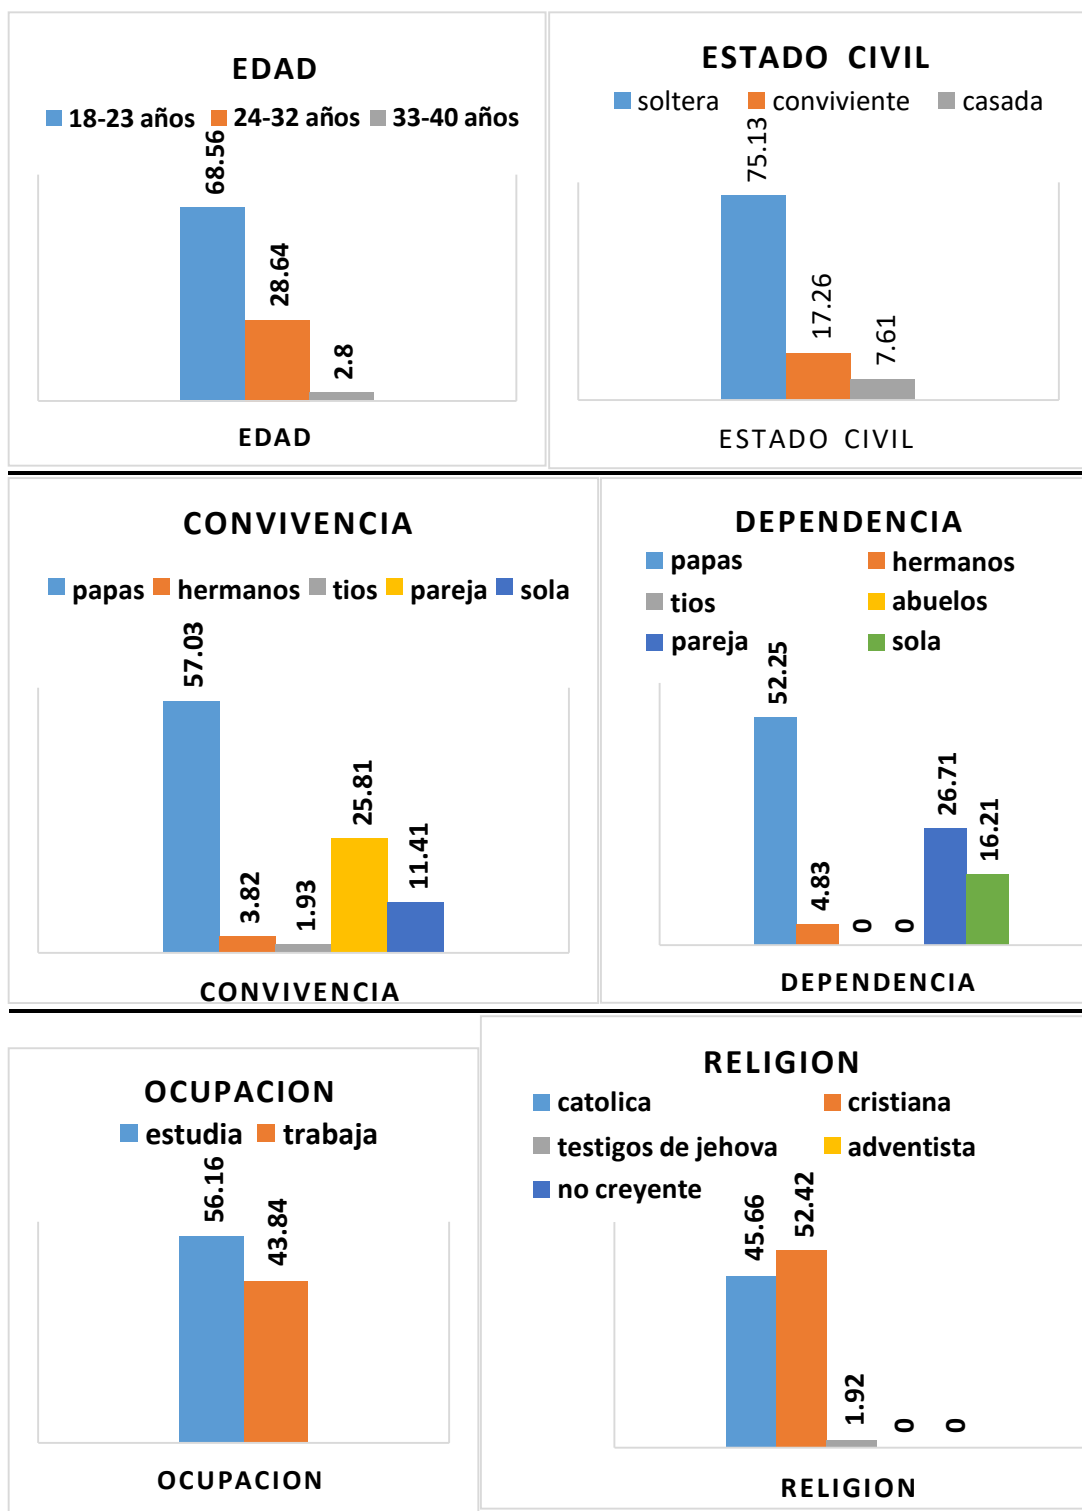 EDAD
18-23 años 24-32 años 33-40 años
68.56
28.64
2.8
EDAD
ESTADO CIVIL
soltera conviviente casada
75.13
17.26
7.61
ESTADO CIVIL
CONVIVENCIA
papas hermanos tios pareja sola
57.03
3.82
1.93
25.81
11.41
CONVIVENCIA
DEPENDENCIA
papas hermanos
tios abuelos
pareja sola
52.25
4.83
0
0
26.71
16.21
DEPENDENCIA
OCUPACION
estudia trabaja
56.16
43.84
OCUPACION
RELIGION
catolica cristiana
testigos de jehova adventista
no creyente
45.66
52.42
1.92
0
0
RELIGION